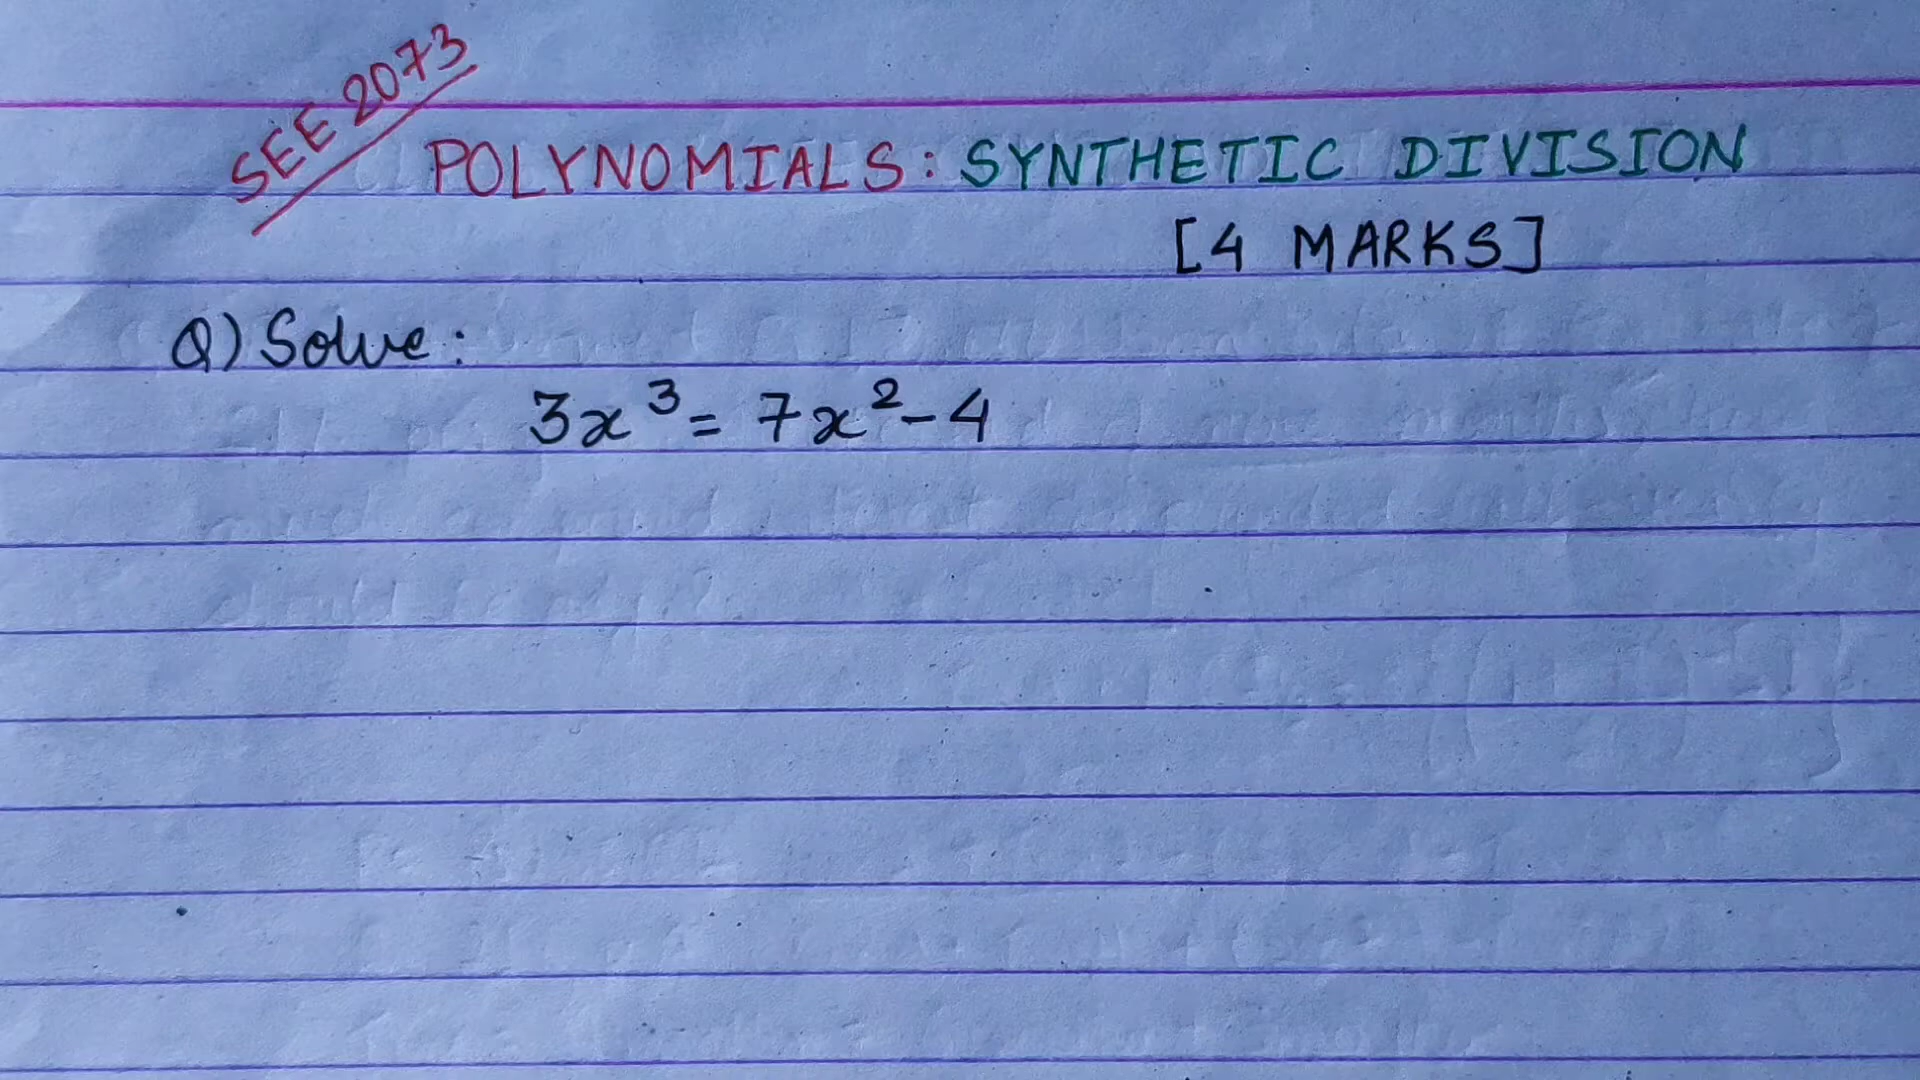 SEE 2073
POLYNOMIALS: SYNTHETIC DIVISION
[4 MARKS]
Q) Solve:
3x³ = 7x² - 4